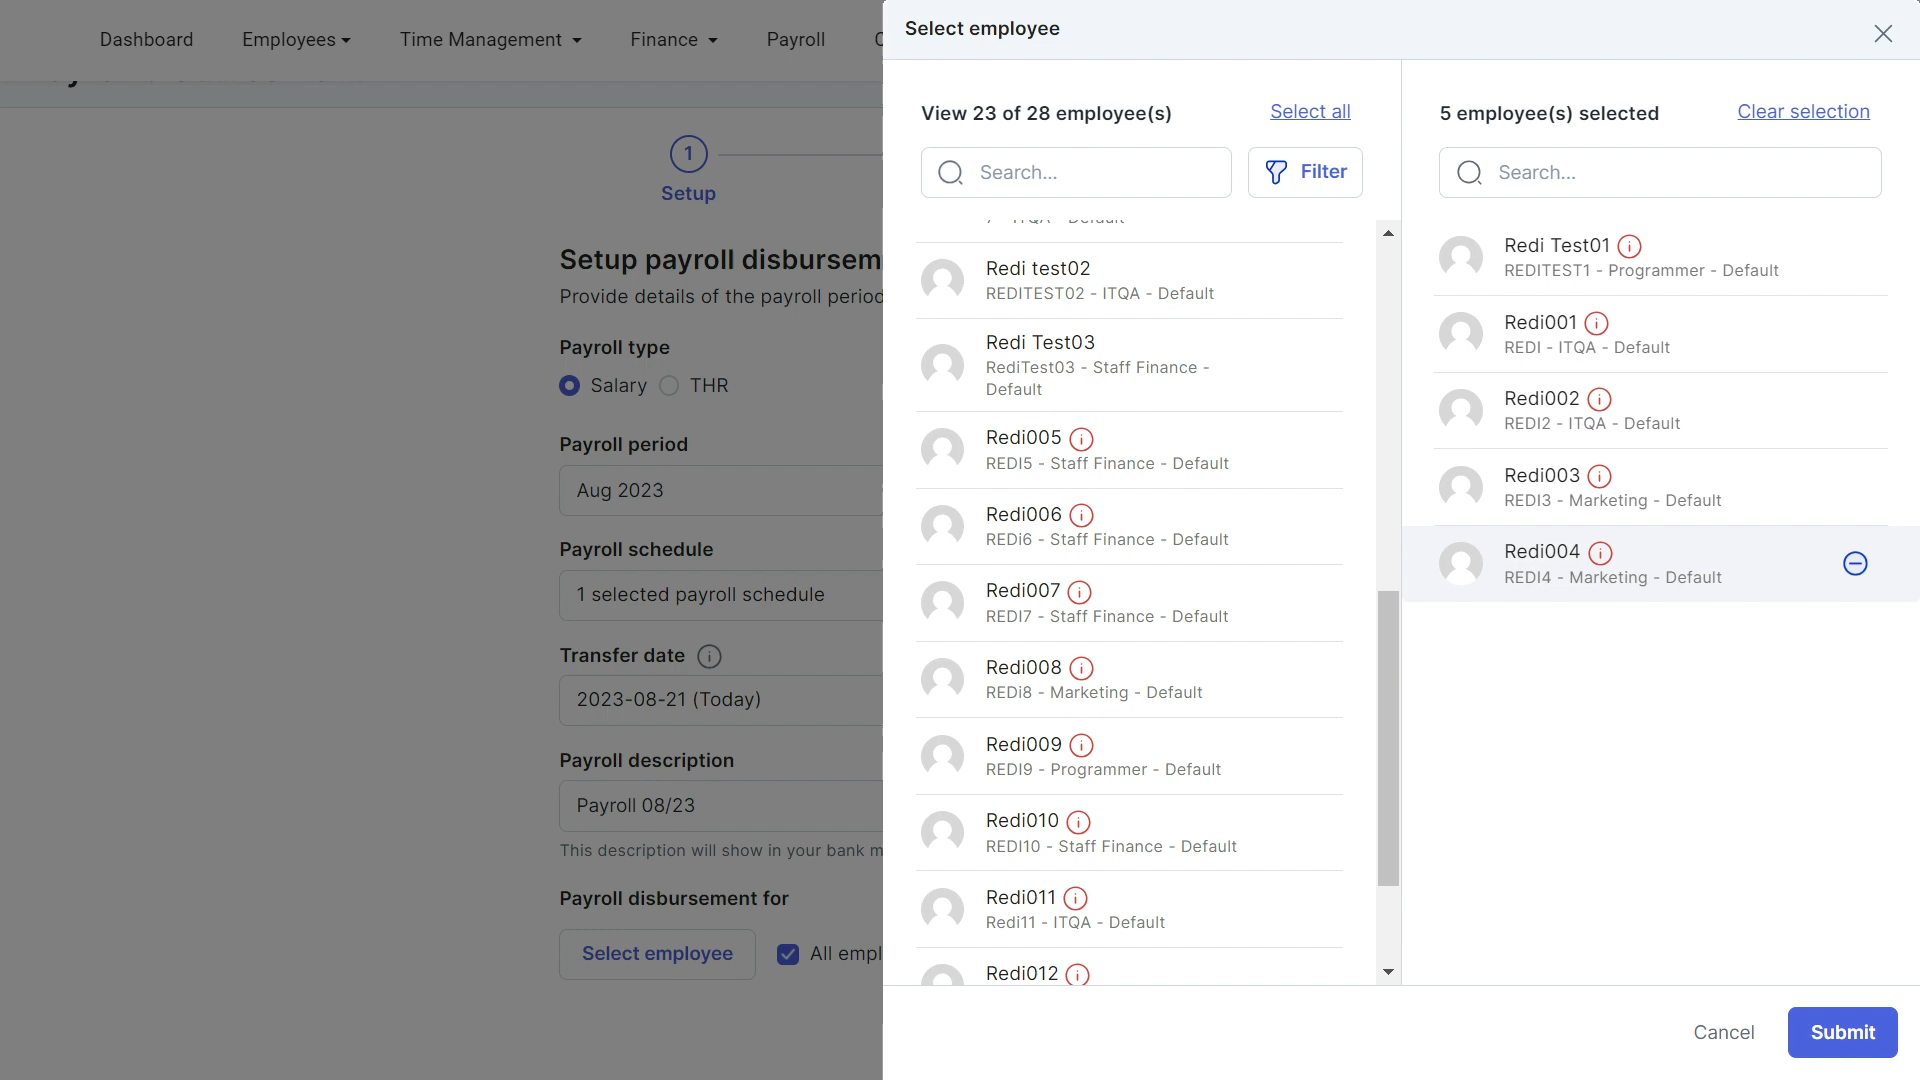 Dashboard
Employees
Time Management
Finance
Payroll
1
Setup
Setup payroll disbursem
Provide details of the payroll period
Payroll type
Salary
THR
Payroll period
Aug 2023
Payroll schedule
1 selected payroll schedule
Transfer date
2023-08-21 (Today)
Payroll description
Payroll 08/23
This description will show in your bank m
Payroll disbursement for
Select employee
All empl
Select employee
View 23 of 28 employee(s)
Select all
Search...
Filter
Redi test02
REDITEST02 - ITQA - Default
Redi Test03
RediTest03 - Staff Finance -
Default
Redi005
REDI5 - Staff Finance - Default
Redi006
REDi6 - Staff Finance - Default
Redi007
REDI7 - Staff Finance - Default
Redi008
REDi8 - Marketing - Default
Redi009
REDI9 - Programmer - Default
Redi010
REDI10 - Staff Finance - Default
Redi011
Redi11 - ITQA - Default
Redi012
5 employee(s) selected
Clear selection
Search...
Redi Test01
REDITEST1 - Programmer - Default
Redi001
REDI - ITQA - Default
Redi002
REDI2 - ITQA - Default
Redi003
REDI3 - Marketing - Default
Redi004
REDI4 - Marketing - Default
Cancel
Submit